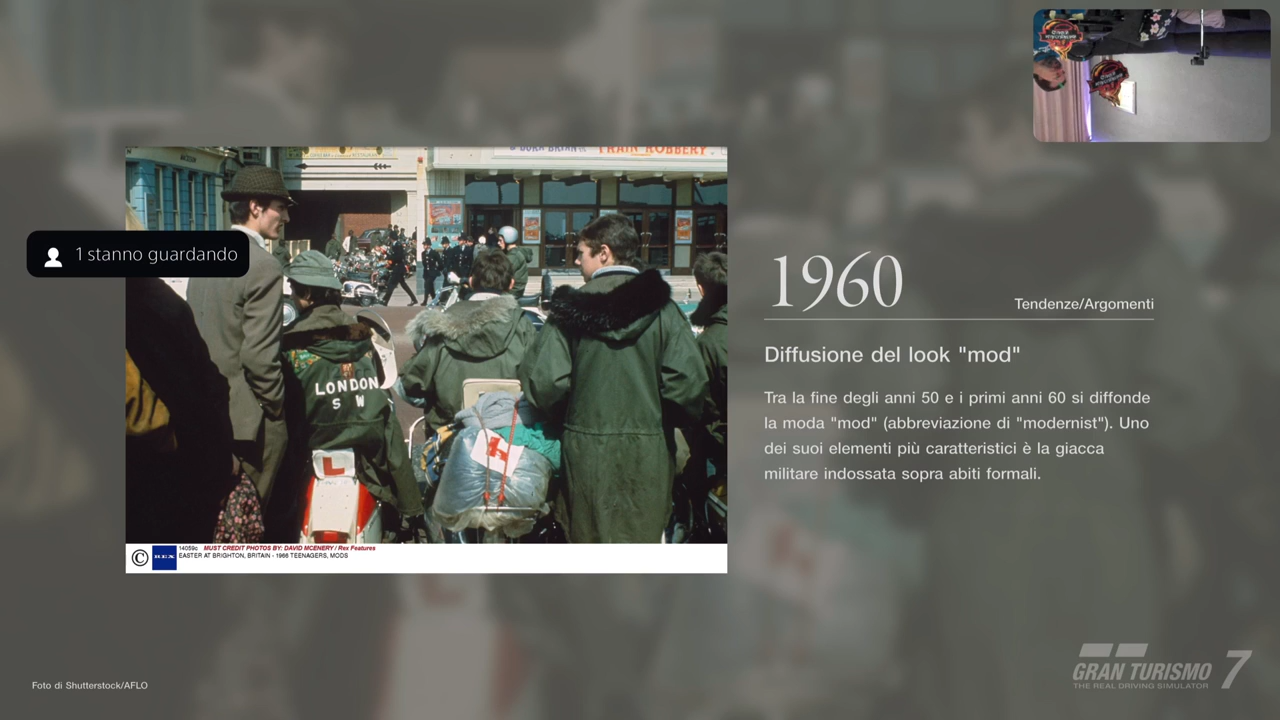 1 stanno guardando
TRAIN ROBBERY
LONDON
S W
L
© REX 14059c MUST CREDIT PHOTOS BY: DAVID MCENERY / Rex Features
EASTER AT BRIGHTON, BRITAIN - 1966 TEENAGERS, MODS
1960
Tendenze/Argomenti
Diffusione del look "mod"
Tra la fine degli anni 50 e i primi anni 60 si diffonde
la moda "mod" (abbreviazione di "modernist"). Uno
dei suoi elementi più caratteristici è la giacca
militare indossata sopra abiti formali.
Foto di Shutterstock/AFLO
GRAN TURISMO 7
THE REAL DRIVING SIMULATOR